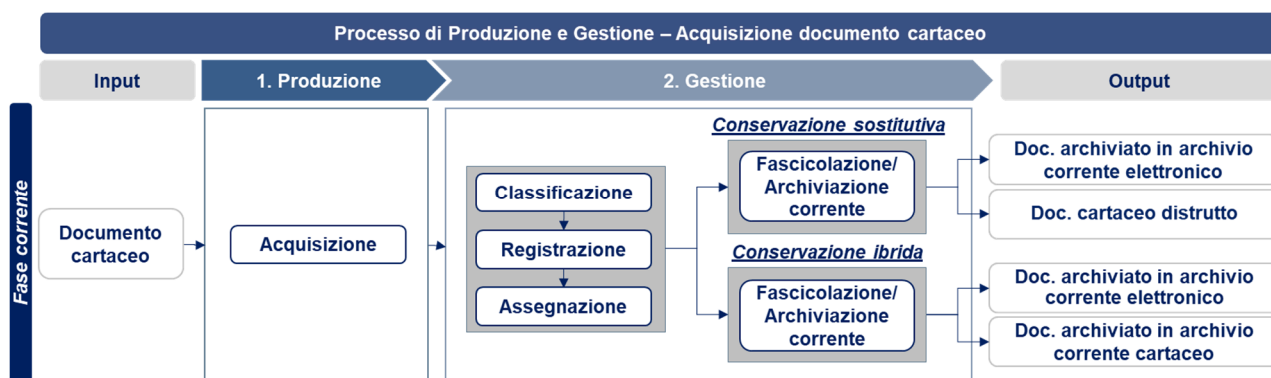 Processo di Produzione e Gestione – Acquisizione documento cartaceo
Input
1. Produzione
2. Gestione
Output
Fase corrente
Documento
cartaceo
Acquisizione
Classificazione
Registrazione
Assegnazione
Conservazione sostitutiva
Fascicolazione/
Archiviazione
corrente
Conservazione ibrida
Fascicolazione/
Archiviazione
corrente
Doc. archiviato in archivio
corrente elettronico
Doc. cartaceo distrutto
Doc. archiviato in archivio
corrente elettronico
Doc. archiviato in archivio
corrente cartaceo